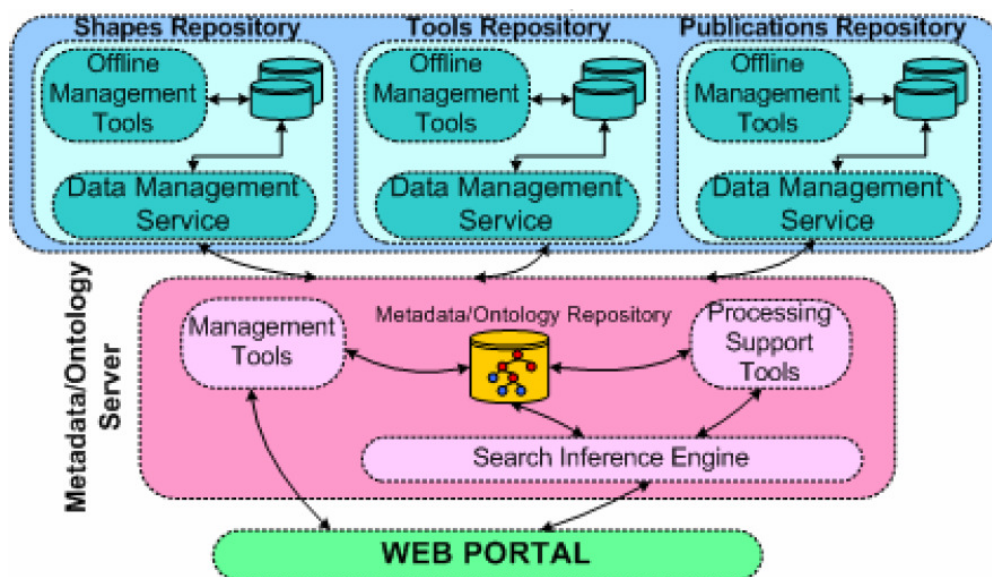 Shapes Repository
Tools Repository
Publications Repository
Offline
Management
Tools
Data Management
Service
Offline
Management
Tools
Data Management
Service
Offline
Management
Tools
Data Management
Service
Metadata/Ontology
Server
Management
Tools
Metadata/Ontology Repository
Processing
Support
Tools
Search Inference Engine
WEB PORTAL